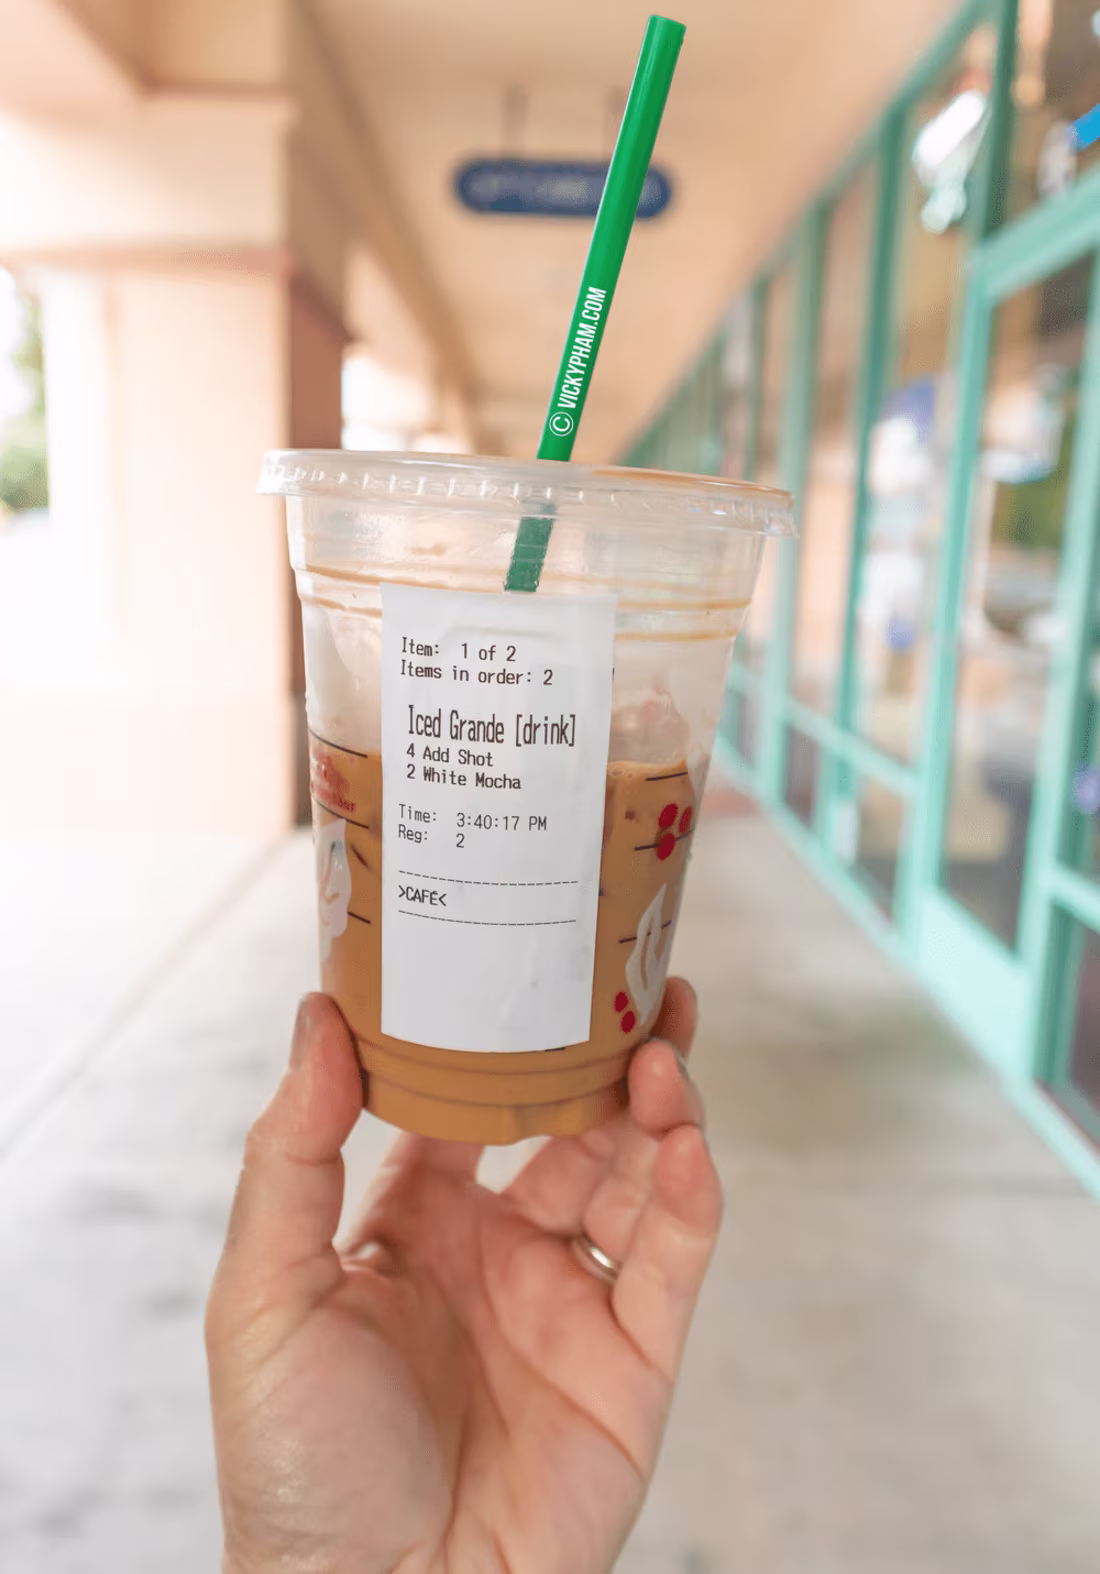 © VICKYPHAM.COM
Item: 1 of 2
Items in order: 2
Iced Grande [drink]
4 Add Shot
2 White Mocha
Time: 3:40:17 PM
Reg: 2
>CAFÉ<